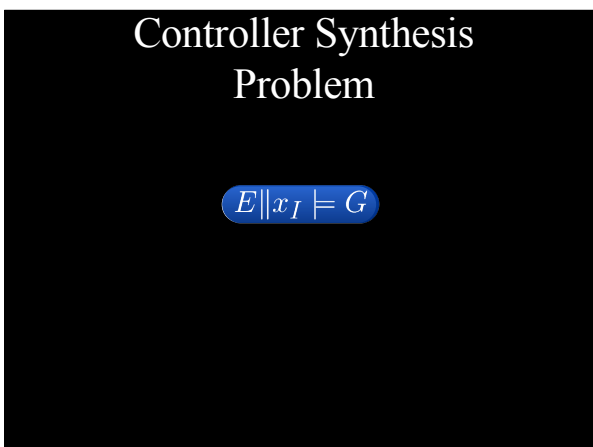 Controller Synthesis
Problem
E||x_I ⊨ G